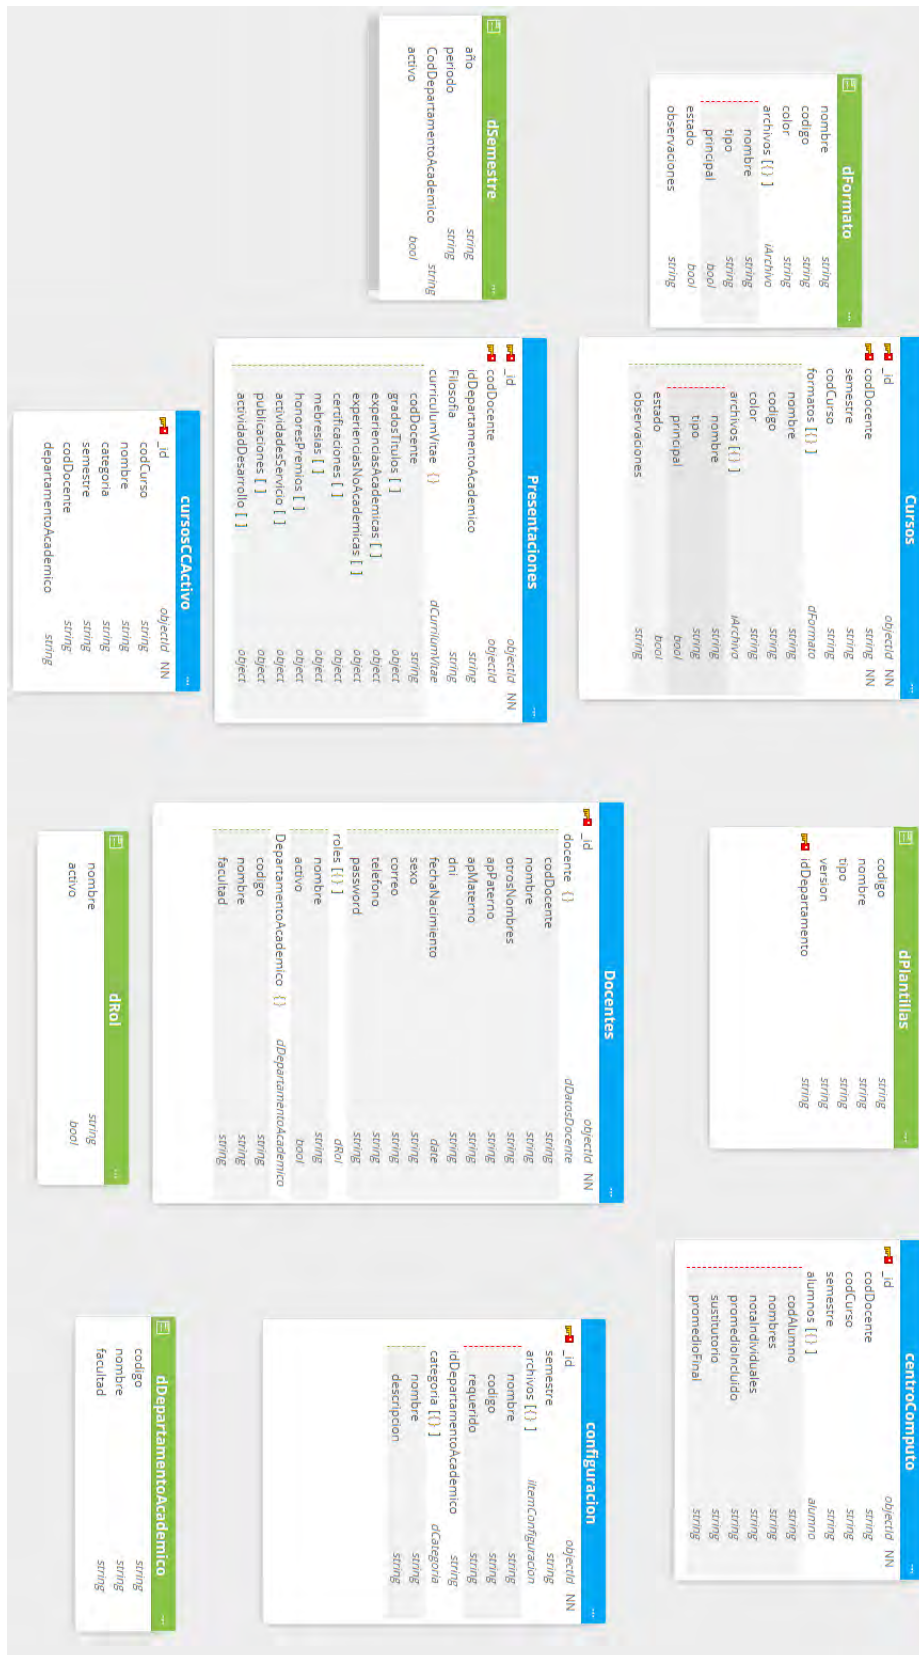 dFormato ...
nombre string
codigo string
color string
archivos [{} ] iArchivo
nombre string
tipo string
principal bool
estado bool
observaciones string
Cursos ...
_id objectId NN
codDocente string NN
semestre string
codCurso string
formatos [{} ] dFormato
nombre string
codigo string
color string
archivos [{} ] iArchivo
nombre string
tipo string
principal bool
estado bool
observaciones string
dPlantillas ...
codigo string
nombre string
tipo string
version string
idDepartamento string
centroComputo ...
_id objectId NN
codDocente string
codCurso string
semestre string
alumnos [{} ] alumno
codAlumno string
nombres string
notaIndividuales string
promedioIncluido string
sustitutorio string
promedioFinal string
dSemestre ...
año string
periodo string
CodDepartamentoAcademico string
activo bool
Presentaciones ...
_id objectId NN
codDocente objectId
idDepartamentoAcademico string
Filosofia string
curriculumVitae {} dCurrilumVitae
codDocente string
gradosTitulos [ ] object
experienciasAcademicas [ ] object
experienciasNoAcademicas [ ] object
certificaciones [ ] object
mebresias [ ] object
honoresPremios [ ] object
actividadesServicio [ ] object
publicaciones [ ] object
actividadDesarrollo [ ] object
Docentes ...
_id objectId NN
docente {} dDatosDocente
codDocente string
nombre string
otrosNombres string
apPaterno string
apMaterno string
dni string
fechaNacimiento date
sexo string
correo string
telefono string
password string
roles [{} ] dRol
nombre string
activo bool
DepartamentoAcademico {} dDepartamentoAcademico
codigo string
nombre string
facultad string
configuracion ...
_id objectId NN
semestre string
archivos [{} ] iItemConfiguracion
nombre string
codigo string
requerido string
idDepartamentoAcademico string
categoria [{} ] dCategoria
nombre string
descripcion string
cursosCCActivo ...
_id objectId NN
codCurso string
nombre string
categoria string
semestre string
codDocente string
departamentoAcademico string
dRol ...
nombre string
activo bool
dDepartamentoAcademico ...
codigo string
nombre string
facultad string